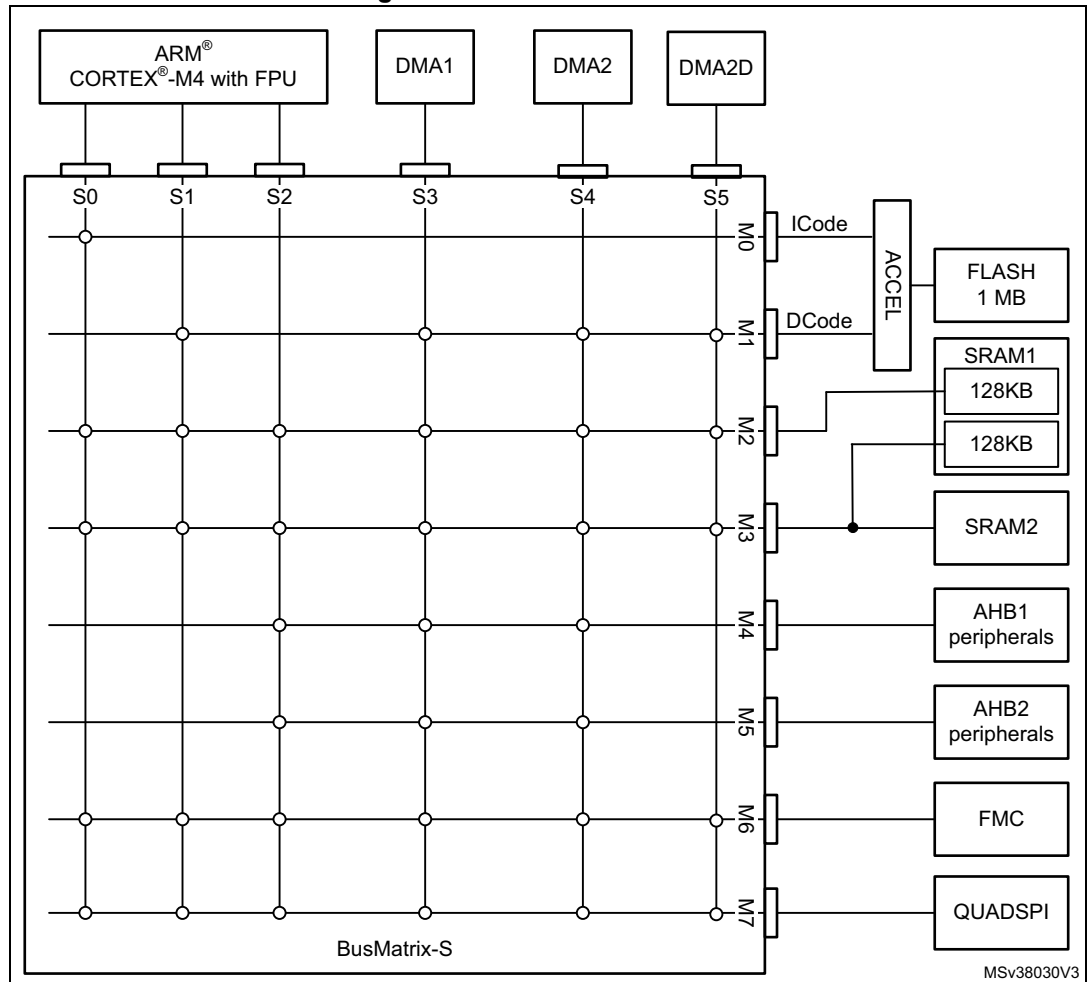 ARM®
CORTEX®-M4 with FPU
DMA1
DMA2
DMA2D
S0
S1
S2
S3
S4
S5
M0
ICode
ACCEL
FLASH
1 MB
M1
DCode
SRAM1
128KB
M2
128KB
M3
SRAM2
M4
AHB1
peripherals
M5
AHB2
peripherals
M6
FMC
M7
QUADSPI
BusMatrix-S
MSv38030V3